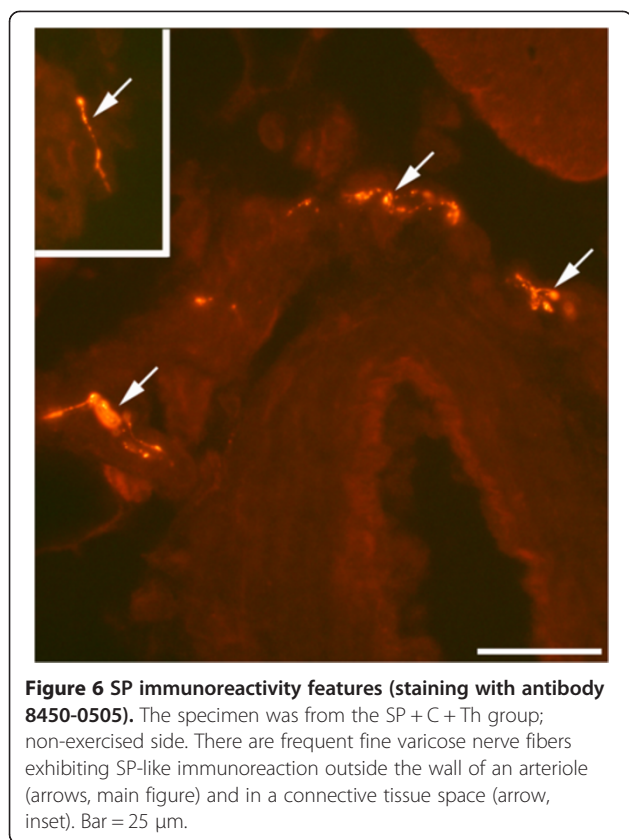 Figure 6 SP immunoreactivity features (staining with antibody
8450-0505). The specimen was from the SP + C + Th group;
non-exercised side. There are frequent fine varicose nerve fibers
exhibiting SP-like immunoreaction outside the wall of an arteriole
(arrows, main figure) and in a connective tissue space (arrow,
inset). Bar = 25 μm.